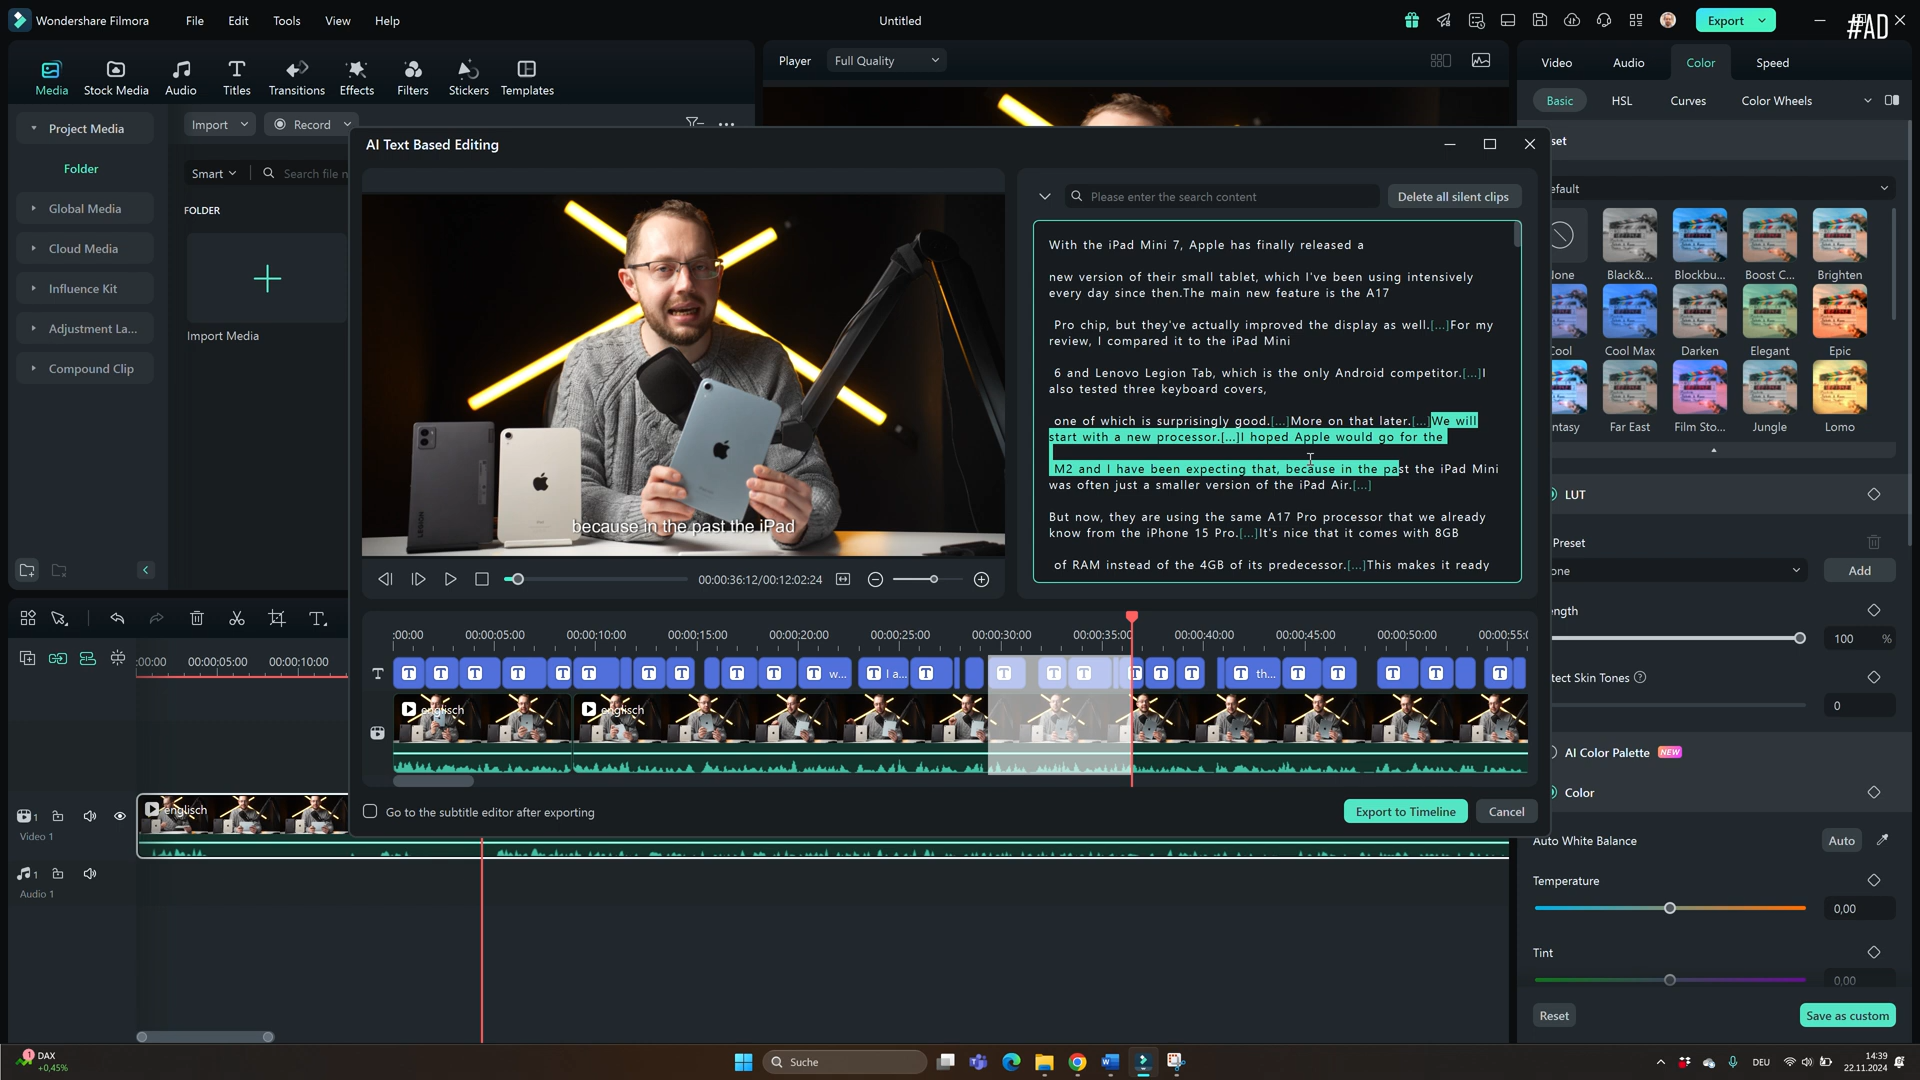 Wondershare Filmora
File
Edit
Tools
View
Help
Untitled
Export
#AD
Media
Stock Media
Audio
Titles
Transitions
Effects
Filters
Stickers
Templates
Player
Full Quality
Video
Audio
Color
Speed
Basic
HSL
Curves
Color Wheels
Project Media
Folder
Global Media
Cloud Media
Influence Kit
Adjustment La...
Compound Clip
Import
Record
Smart
Search file n
FOLDER
Import Media
AI Text Based Editing
Please enter the search content
Delete all silent clips
With the iPad Mini 7, Apple has finally released a
new version of their small tablet, which I've been using intensively
every day since then.The main new feature is the A17
Pro chip, but they've actually improved the display as well.[...]For my
review, I compared it to the iPad Mini
6 and Lenovo Legion Tab, which is the only Android competitor.[...]I
also tested three keyboard covers,
one of which is surprisingly good.[...]More on that later.[...]We will
start with a new processor.[...]I hoped Apple would go for the
M2 and I have been expecting that, because in the past the iPad Mini
was often just a smaller version of the iPad Air.[...]
But now, they are using the same A17 Pro processor that we already
know from the iPhone 15 Pro.[...]It's nice that it comes with 8GB
of RAM instead of the 4GB of its predecessor.[...]This makes it ready
LEGION
because in the past the iPad
00:00:36:12/00:12:02:24
:00:00
00:00:05:00
00:00:10:00
00:00:15:00
00:00:20:00
00:00:25:00
00:00:30:00
00:00:35:00
00:00:40:00
00:00:45:00
00:00:50:00
00:00:55:0
T
w...
I a...
th...
englisch
englisch
Go to the subtitle editor after exporting
Export to Timeline
Cancel
:00:00
00:00:05:00
00:00:10:00
1
Video 1
englisch
1
Audio 1
set
efault
lone
Black&...
Blockbu...
Boost C...
Brighten
Cool
Cool Max
Darken
Elegant
Epic
ntasy
Far East
Film Sto...
Jungle
Lomo
LUT
Preset
one
Add
ength
100
%
tect Skin Tones
0
AI Color Palette
NEW
Color
Auto White Balance
Auto
Temperature
0,00
Tint
0,00
Reset
Save as custom
1
DAX
+0,45%
Suche
DEU
14:39
22.11.2024